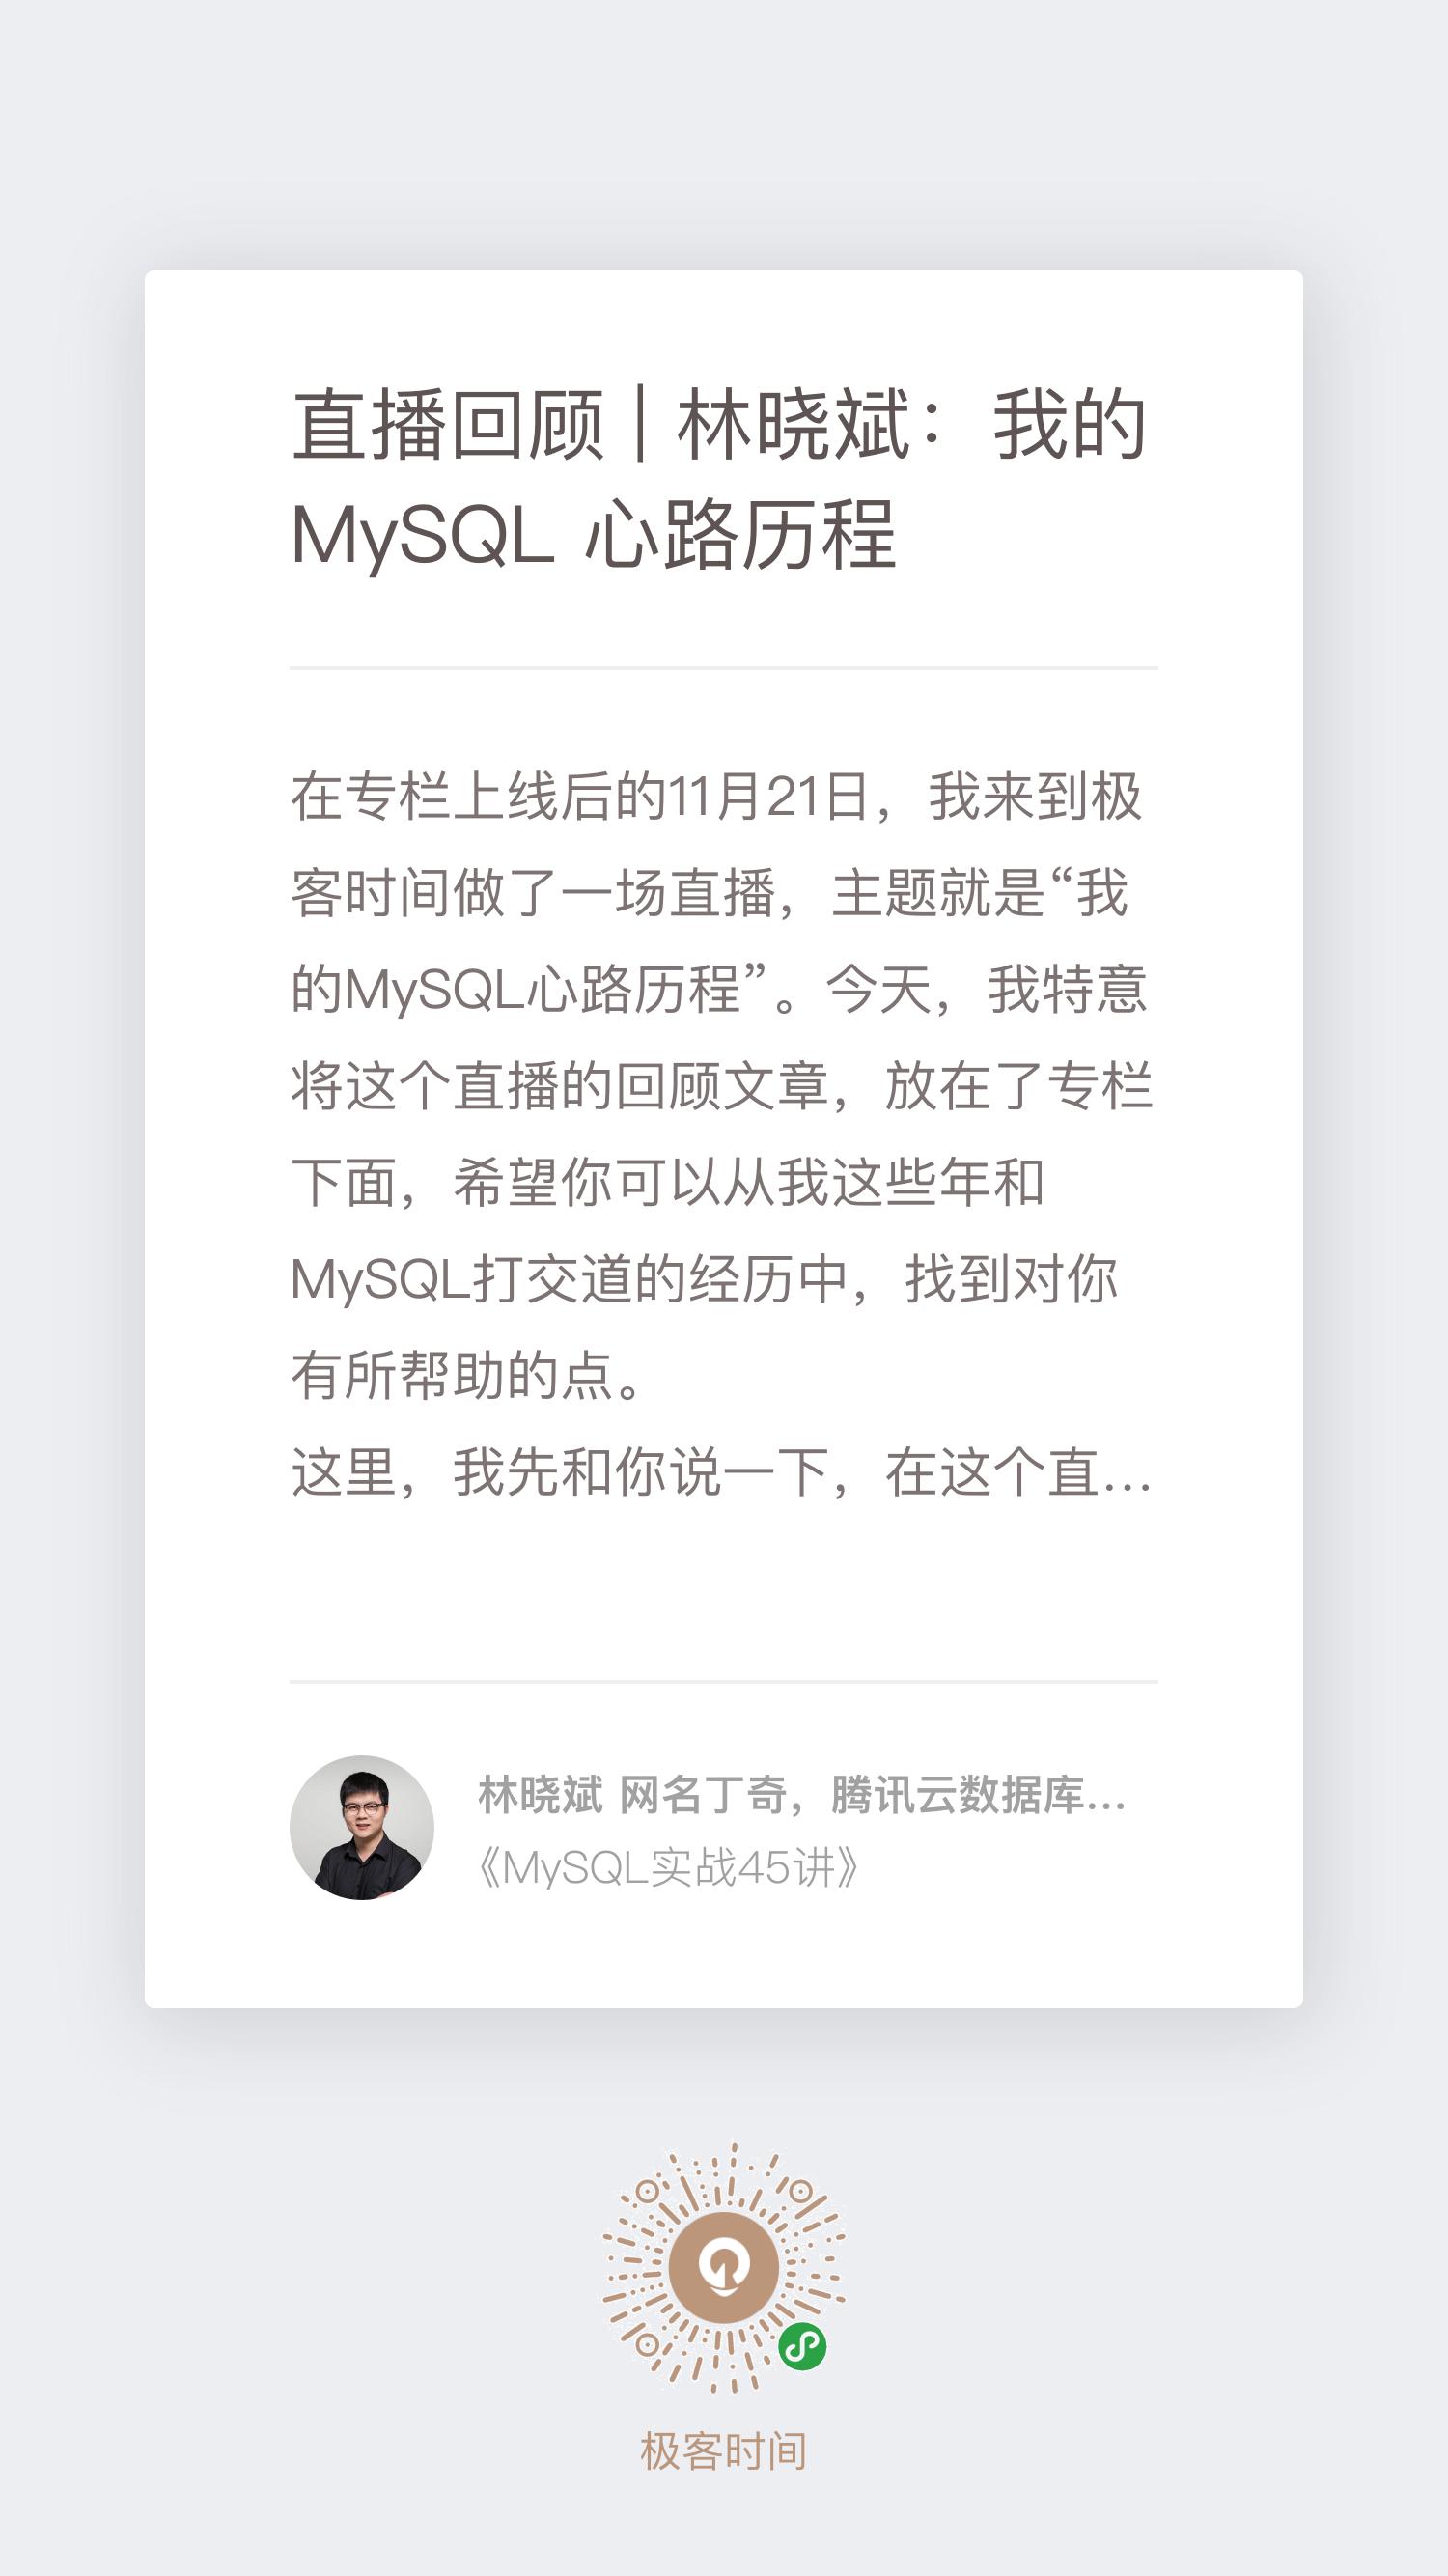 直播回顾 | 林晓斌：我的
MySQL 心路历程
在专栏上线后的11月21日，我来到极
客时间做了一场直播，主题就是“我
的MySQL心路历程”。今天，我特意
将这个直播的回顾文章，放在了专栏
下面，希望你可以从我这些年和
MySQL打交道的经历中，找到对你
有所帮助的点。
这里，我先和你说一下，在这个直...
林晓斌 网名丁奇，腾讯云数据库...
《MySQL实战45讲》
极客时间